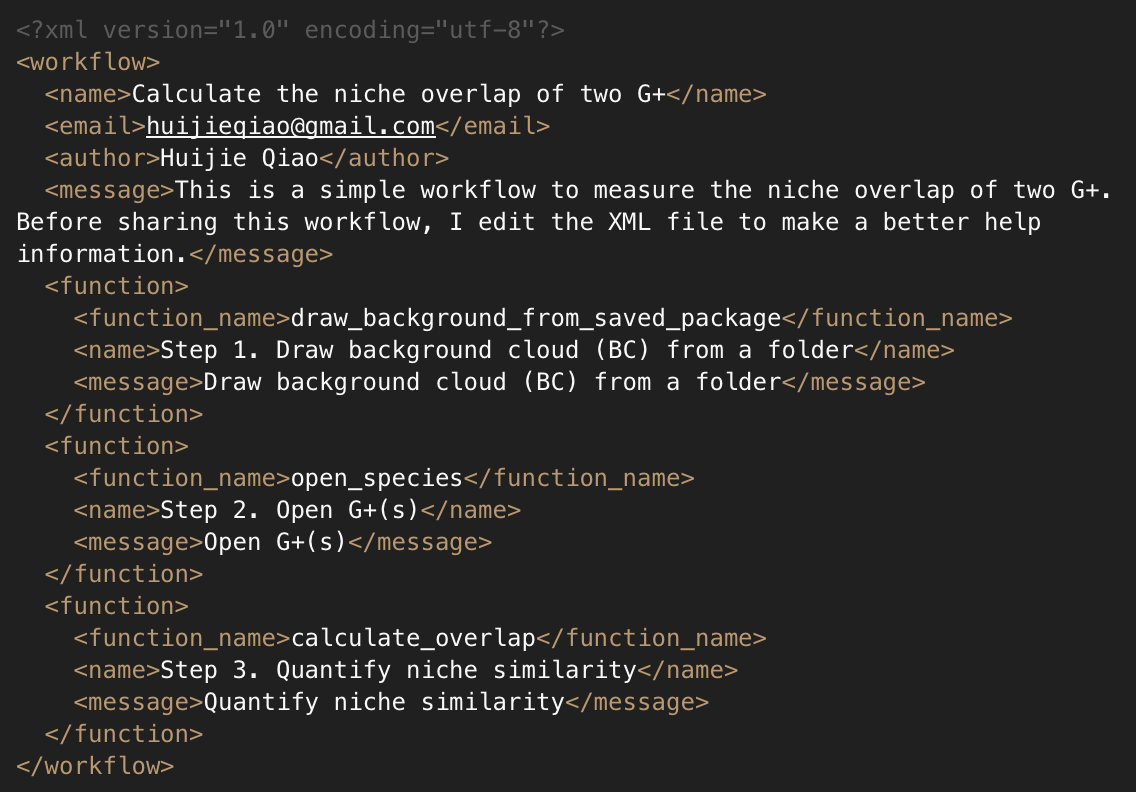 <?xml version="1.0" encoding="utf-8"?>
<workflow>
  <name>Calculate the niche overlap of two G+</name>
  <email>huijieqiao@gmail.com</email>
  <author>Huijie Qiao</author>
  <message>This is a simple workflow to measure the niche overlap of two G+.
Before sharing this workflow, I edit the XML file to make a better help
information.</message>
  <function>
    <function_name>draw_background_from_saved_package</function_name>
    <name>Step 1. Draw background cloud (BC) from a folder</name>
    <message>Draw background cloud (BC) from a folder</message>
  </function>
  <function>
    <function_name>open_species</function_name>
    <name>Step 2. Open G+(s)</name>
    <message>Open G+(s)</message>
  </function>
  <function>
    <function_name>calculate_overlap</function_name>
    <name>Step 3. Quantify niche similarity</name>
    <message>Quantify niche similarity</message>
  </function>
</workflow>